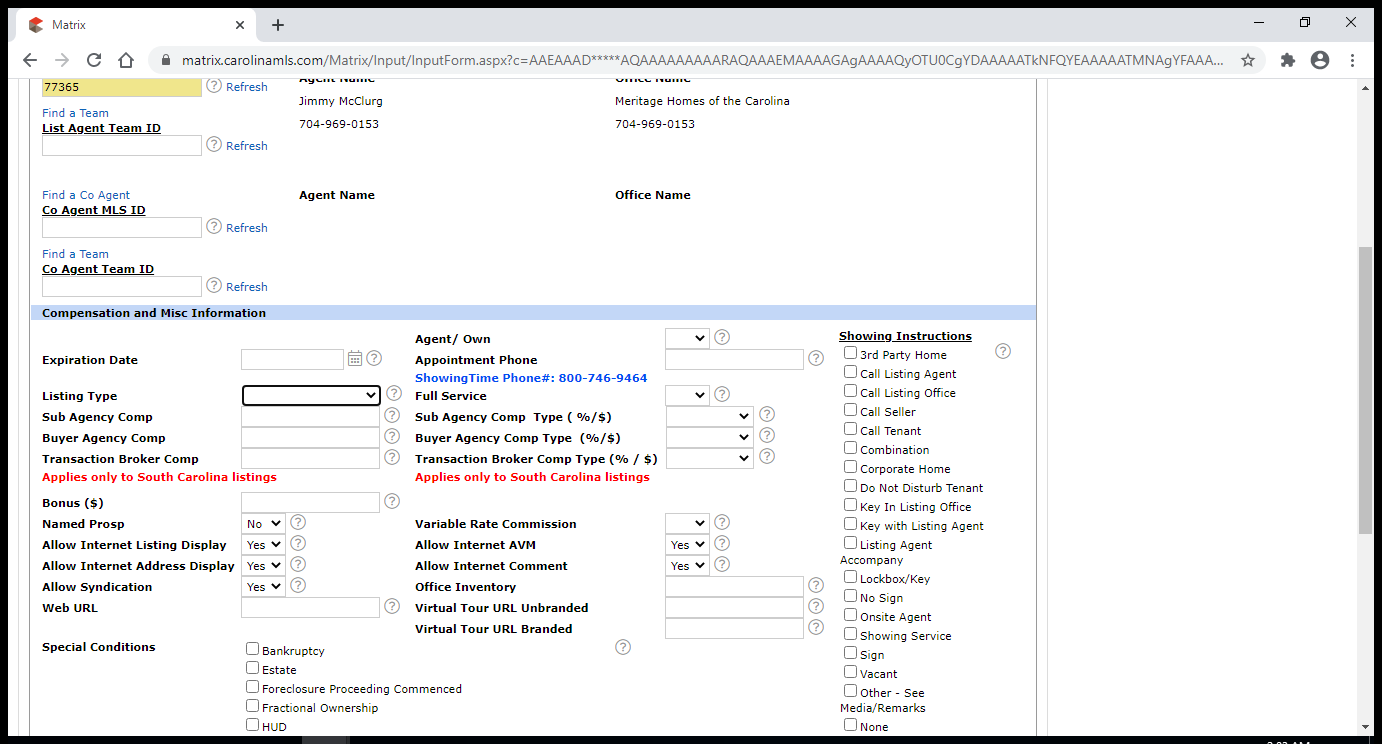 Matrix
matrix.carolinamls.com/Matrix/Input/InputForm.aspx?c=AAEAAAD*****AQAAAAAAAAARAQAAAEMAAAAGAgAAAAQyOTU0CgYDAAAAATkNFQYEAAAAATMNAgYFAAA...
Agent Name
Office Name
77365
Refresh
Jimmy McClurg
Meritage Homes of the Carolina
Find a Team
704-969-0153
704-969-0153
List Agent Team ID
Refresh
Find a Co Agent
Agent Name
Office Name
Co Agent MLS ID
Refresh
Find a Team
Co Agent Team ID
Refresh
Compensation and Misc Information
Agent/ Own
Expiration Date
Appointment Phone
ShowingTime Phone#: 800-746-9464
Listing Type
Full Service
Sub Agency Comp
Sub Agency Comp Type ( %/$)
Buyer Agency Comp
Buyer Agency Comp Type (%/$)
Transaction Broker Comp
Transaction Broker Comp Type (% / $)
Applies only to South Carolina listings
Applies only to South Carolina listings
Bonus ($)
Named Prosp
No
Variable Rate Commission
Allow Internet Listing Display
Yes
Allow Internet AVM
Yes
Allow Internet Address Display
Yes
Allow Internet Comment
Yes
Allow Syndication
Yes
Office Inventory
Web URL
Virtual Tour URL Unbranded
Virtual Tour URL Branded
Special Conditions
Bankruptcy
Estate
Foreclosure Proceeding Commenced
Fractional Ownership
HUD
Showing Instructions
3rd Party Home
Call Listing Agent
Call Listing Office
Call Seller
Call Tenant
Combination
Corporate Home
Do Not Disturb Tenant
Key In Listing Office
Key with Listing Agent
Listing Agent
Accompany
Lockbox/Key
No Sign
Onsite Agent
Showing Service
Sign
Vacant
Other - See
Media/Remarks
None